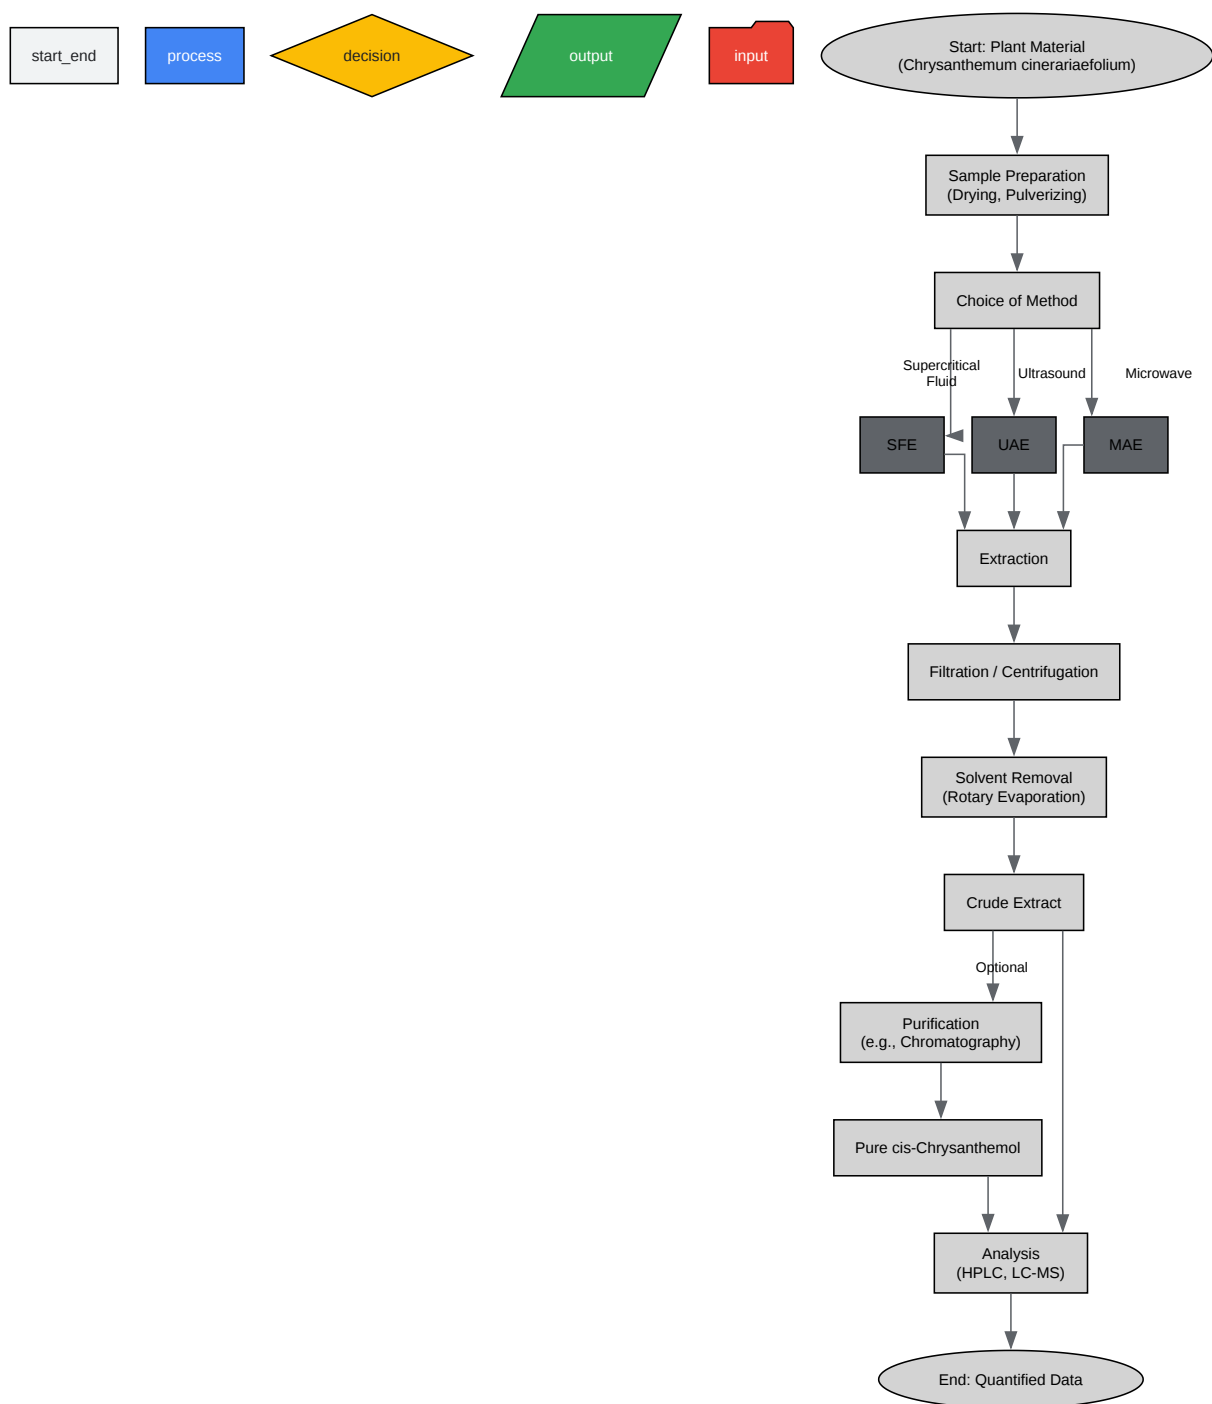 start_end
process
decision
output
input
Start: Plant Material
(Chrysanthemum cinerariaefolium)
Sample Preparation
(Drying, Pulverizing)
Choice of Method
Supercritical
Fluid
Ultrasound
Microwave
SFE
UAE
MAE
Extraction
Filtration / Centrifugation
Solvent Removal
(Rotary Evaporation)
Crude Extract
Optional
Purification
(e.g., Chromatography)
Pure cis-Chrysanthemol
Analysis
(HPLC, LC-MS)
End: Quantified Data